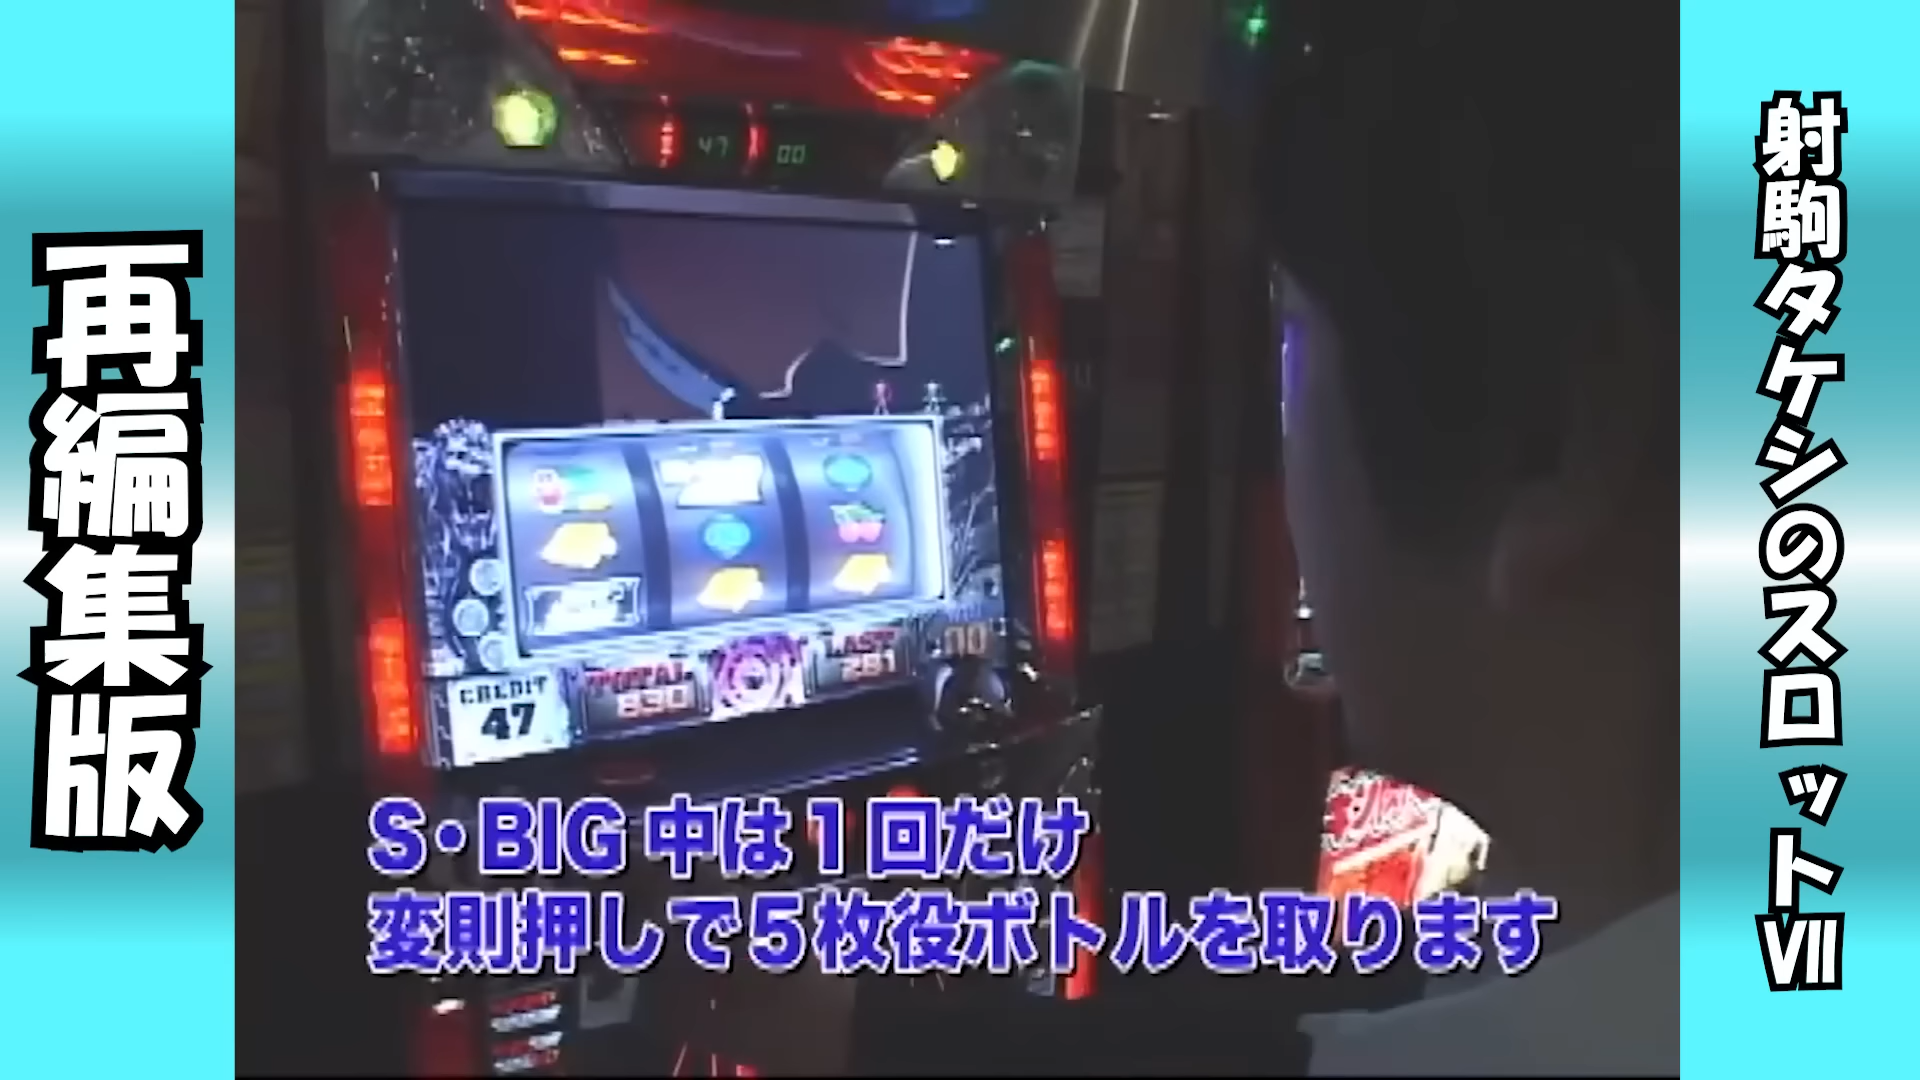 再編集版
射駒タケシのスロットⅦ
47
00
CREDIT
47
TOTAL
830
LAST
281
00
S・BIG中は1回だけ
変則押しで5枚役ボトルを取ります